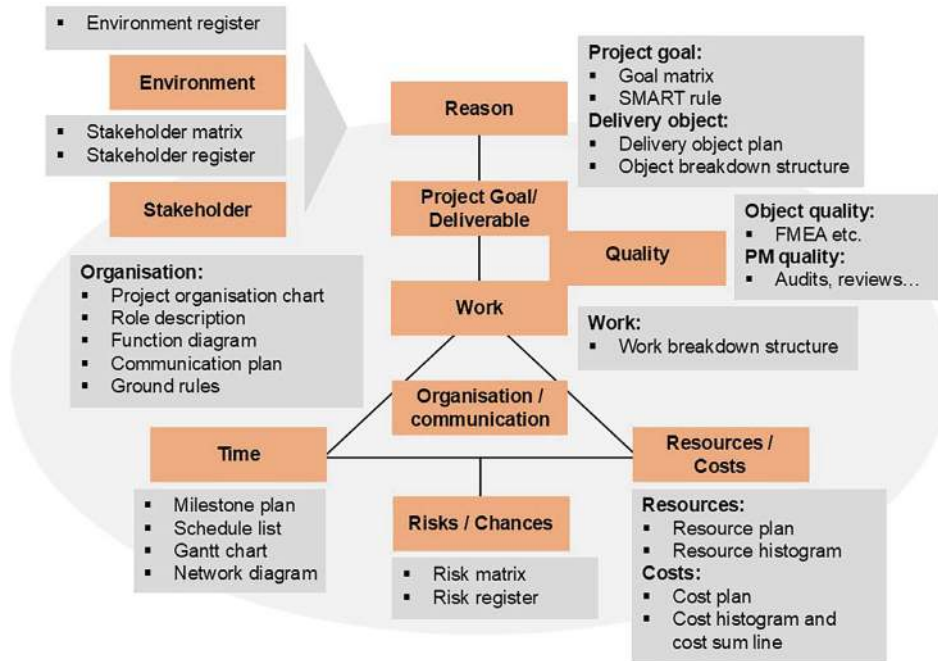 ▪ Environment register
Environment
▪ Stakeholder matrix
▪ Stakeholder register
Stakeholder
Reason
Project goal:
▪ Goal matrix
▪ SMART rule
Delivery object:
▪ Delivery object plan
▪ Object breakdown structure
Project Goal/
Deliverable
Quality
Object quality:
▪ FMEA etc.
PM quality:
▪ Audits, reviews…
Organisation:
▪ Project organisation chart
▪ Role description
▪ Function diagram
▪ Communication plan
▪ Ground rules
Work
Work:
▪ Work breakdown structure
Organisation /
communication
Time
▪ Milestone plan
▪ Schedule list
▪ Gantt chart
▪ Network diagram
Risks / Chances
▪ Risk matrix
▪ Risk register
Resources /
Costs
Resources:
▪ Resource plan
▪ Resource histogram
Costs:
▪ Cost plan
▪ Cost histogram and
cost sum line